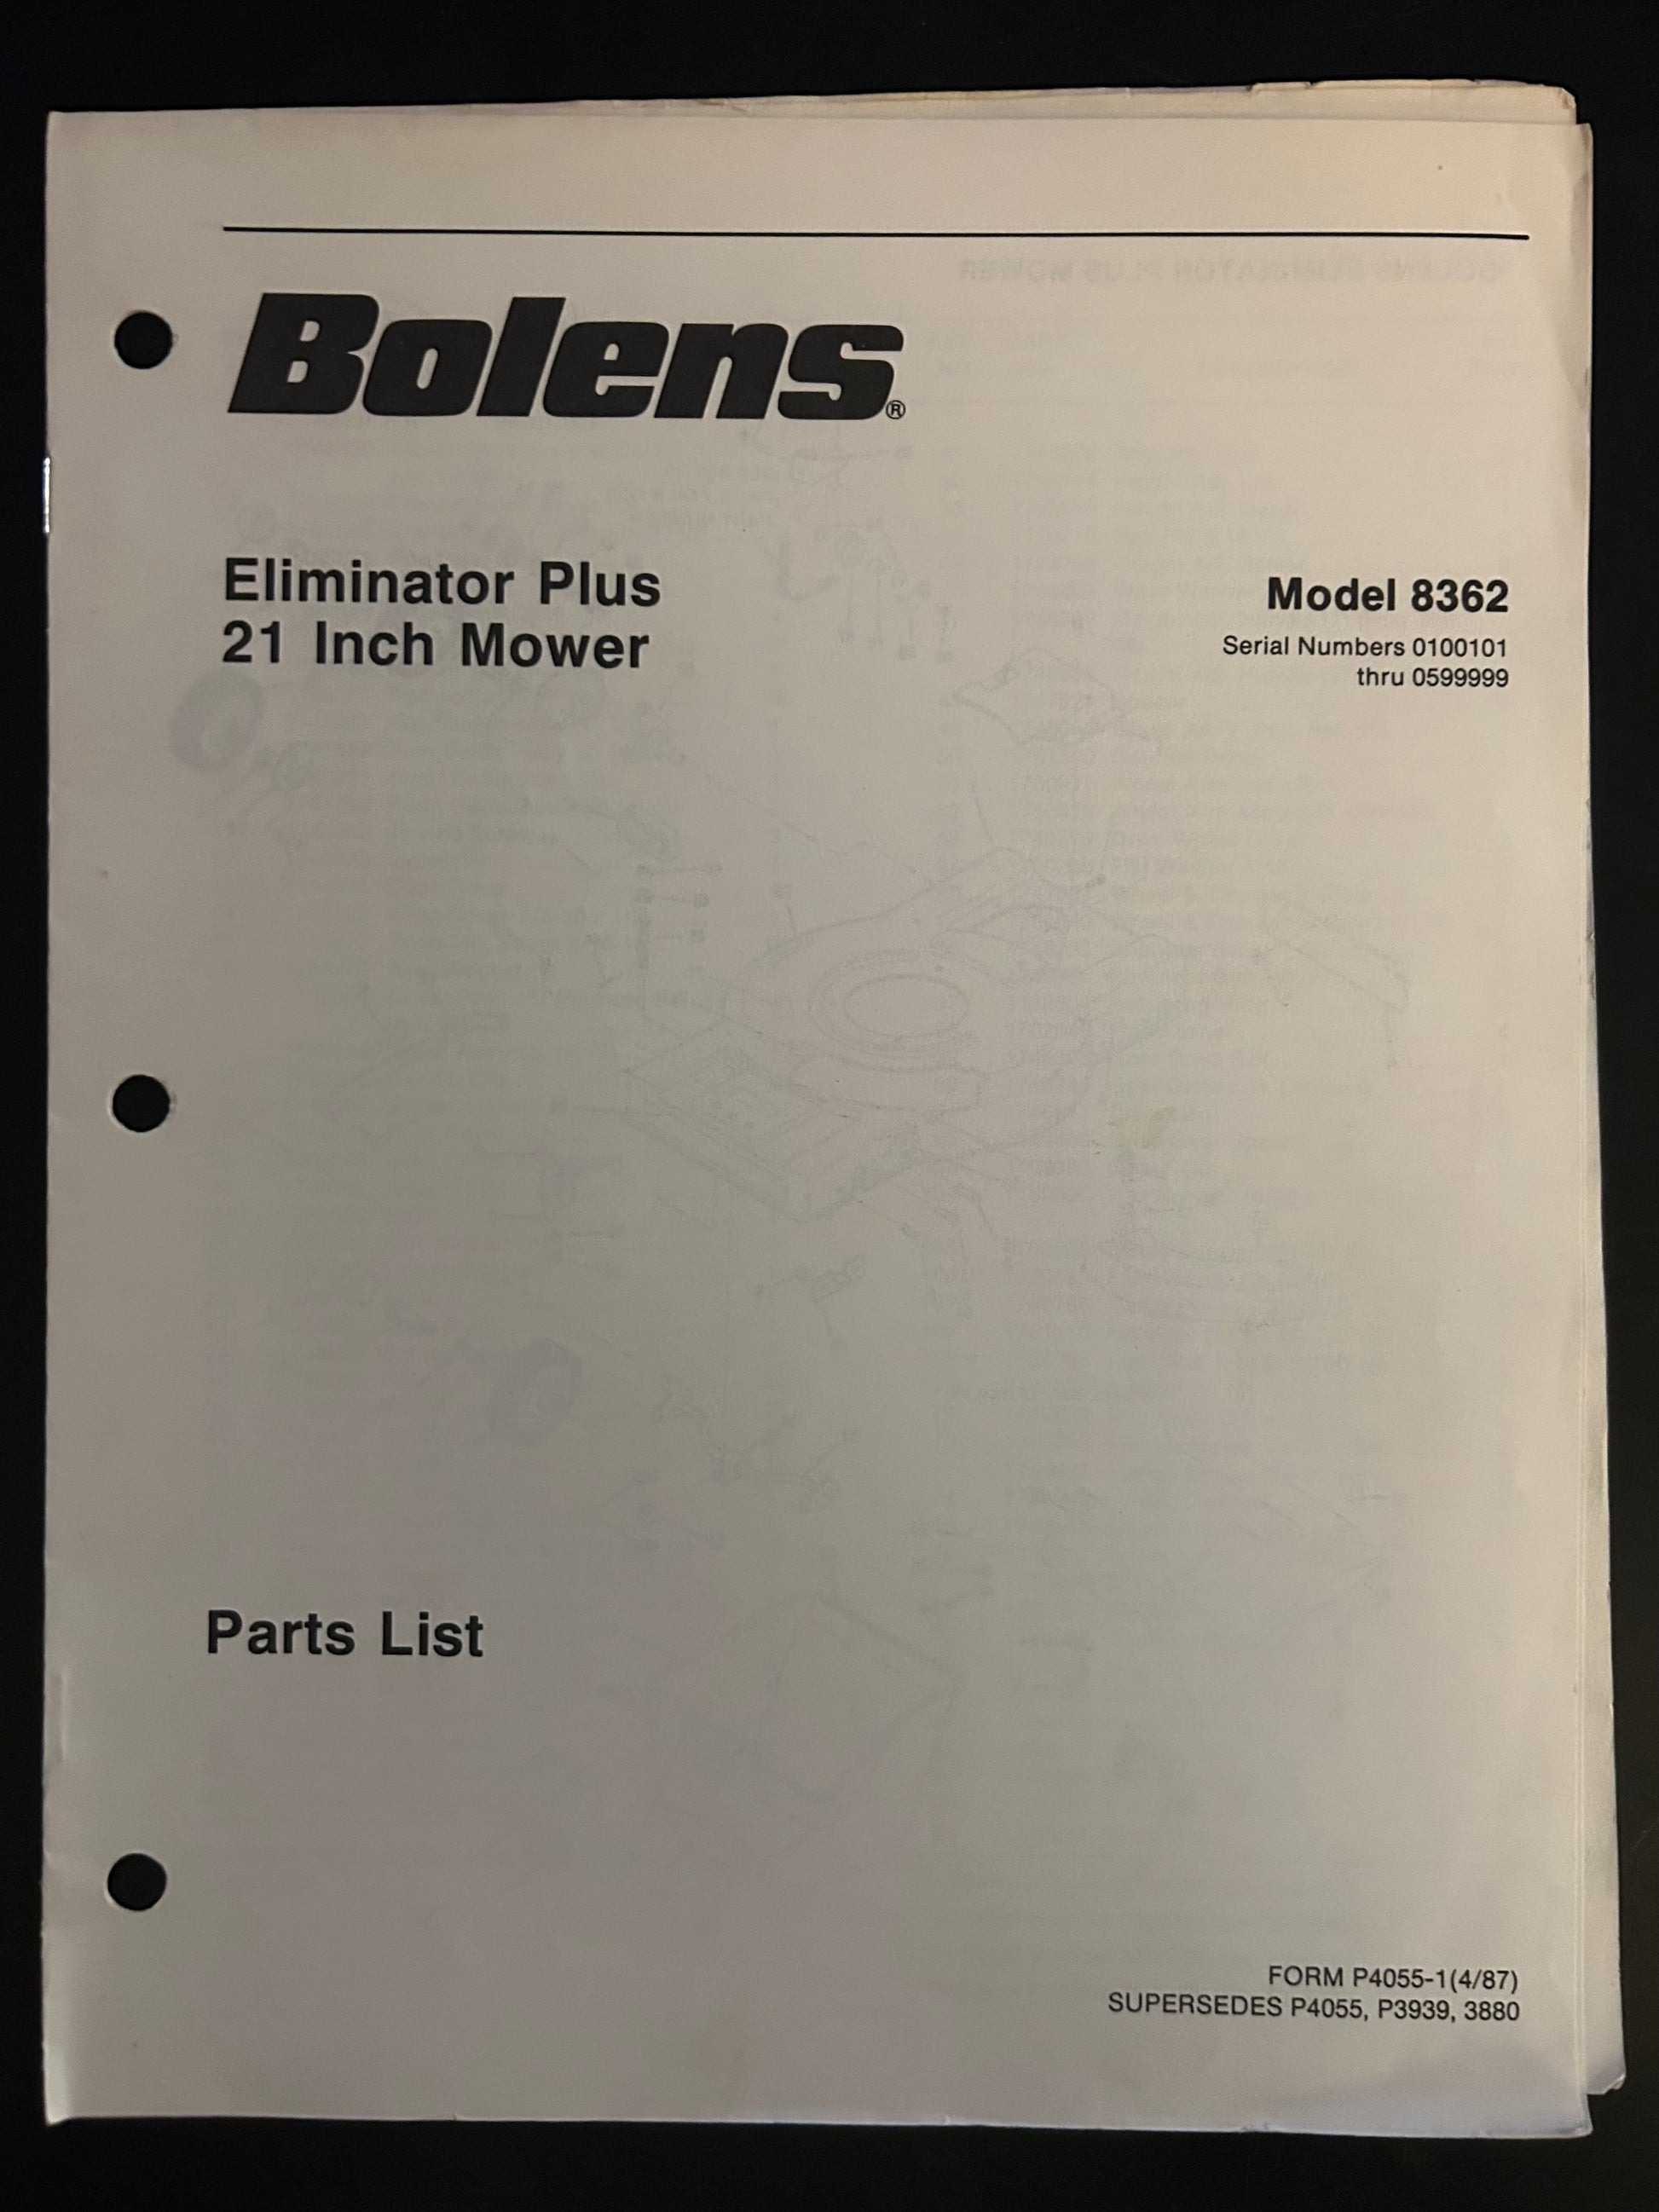 Bolens®
Eliminator Plus
21 Inch Mower
Model 8362
Serial Numbers 0100101
thru 0599999
Parts List
FORM P4055-1(4/87)
SUPERSEDES P4055, P3939, 3880